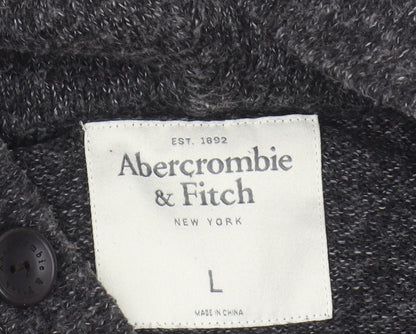 EST. 1892
Abercrombie
& Fitch
NEW YORK
L
MADE IN CHINA